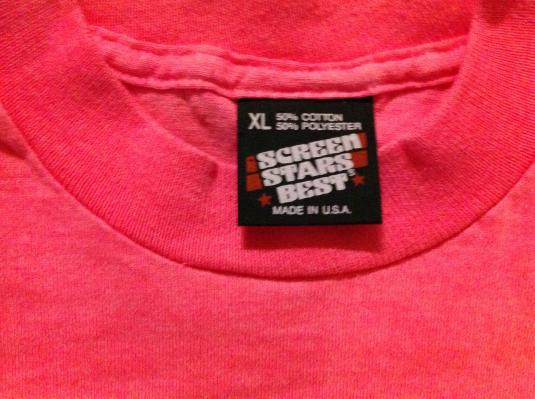 XL 50% COTTON
50% POLYESTER
SCREEN
STARS
BEST
MADE IN U.S.A.